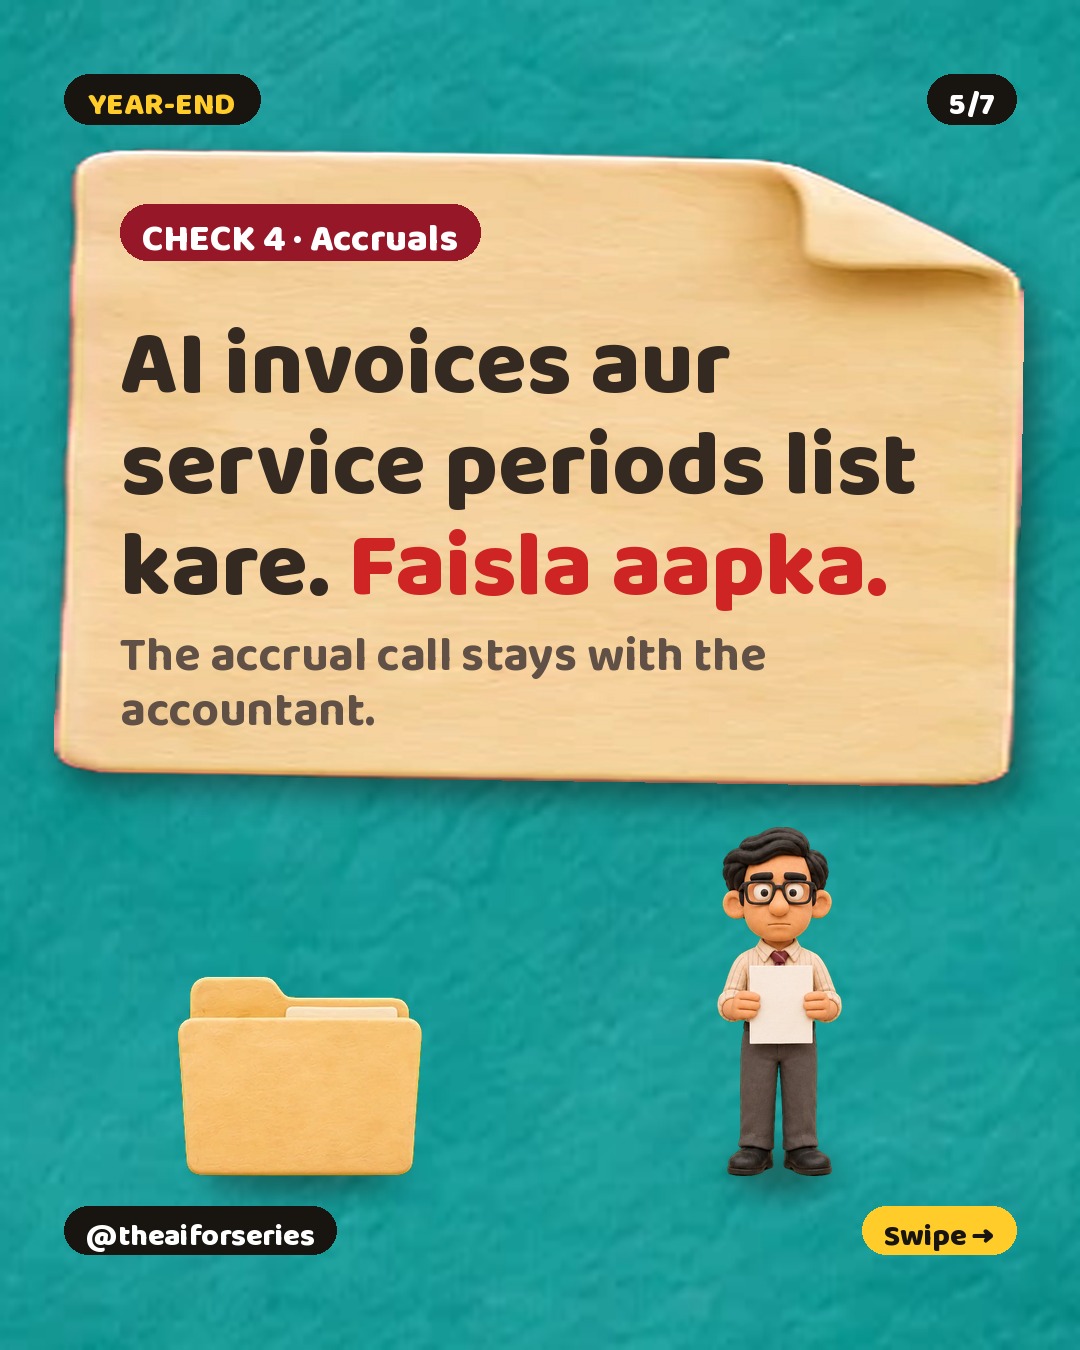 YEAR-END
5/7
CHECK 4 · Accruals
AI invoices aur
service periods list
kare. Faisla aapka.
The accrual call stays with the
accountant.
@theaiforseries
Swipe →